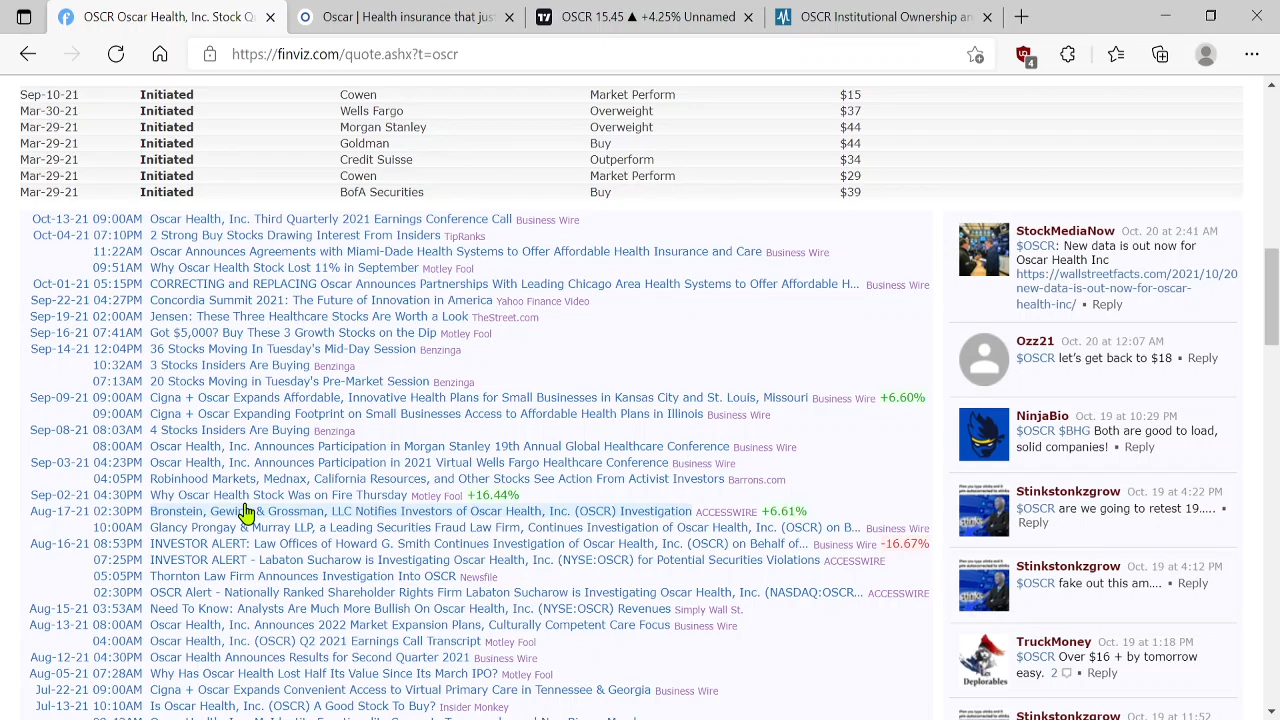 OSCR 15.45 ▲ +4.25% Unnamed
https://finviz.com/quote.ashx?t=oscr
4
Sep-10-21 Initiated Cowen Market Perform $15
Mar-30-21 Initiated Wells Fargo Overweight $37
Mar-29-21 Initiated Morgan Stanley Overweight $44
Mar-29-21 Initiated Goldman Buy $44
Mar-29-21 Initiated Credit Suisse Outperform $34
Mar-29-21 Initiated Cowen Market Perform $29
Mar-29-21 Initiated BofA Securities Buy $39
Oct-13-21 09:00AM Oscar Health, Inc. Third Quarterly 2021 Earnings Conference Call Business Wire
Oct-04-21 07:10PM 2 Strong Buy Stocks Showing Interest From Insiders TipRanks
11:22AM Oscar Announces Agreements with Miami-Dade Health Systems to Offer Affordable Health Insurance and Care Business Wire
09:51AM Why Oscar Health Stock Lost 11% in September Motley Fool
Oct-01-21 05:15PM CORRECTING and REPLACING Oscar Announces Partnerships With Leading Chicago Area Health Systems to Offer Affordable H... Business Wire
Sep-22-21 04:27PM Concordia Summit 2021: The Future of Innovation in America Yahoo Finance Video
Sep-19-21 02:00AM Jensen: These Three Healthcare Stocks Are Worth a Look TheStreet.com
Sep-16-21 07:41AM Got $5,000? Buy These 3 Growth Stocks on the Dip Motley Fool
Sep-14-21 12:04PM 36 Stocks Moving In Tuesday's Mid-Day Session Benzinga
10:32AM 3 Stocks Insiders Are Buying Benzinga
07:13AM 20 Stocks Moving in Tuesday's Pre-Market Session Benzinga
Sep-09-21 09:00AM Cigna + Oscar Expands Affordable, Innovative Health Plans for Small Businesses in Kansas City and St. Louis, Missouri Business Wire +6.60%
09:00AM Cigna + Oscar Expanding Footprint on Small Businesses Access to Affordable Health Plans in Illinois Business Wire
Sep-08-21 08:03AM 4 Stocks Insiders Are Buying Benzinga
08:00AM Oscar Health, Inc. Announces Participation in Morgan Stanley 19th Annual Global Healthcare Conference Business Wire
Sep-03-21 04:23PM Oscar Health, Inc. Announces Participation in 2021 Virtual Wells Fargo Healthcare Conference Business Wire
04:05PM Robinhood Markets, Mednax, California Resources, and Other Stocks See Action From Activist Investors Barrons.com
Sep-02-21 04:30PM Why Oscar Health Stock on Fire Thursday Motley Fool +16.44%
Aug-17-21 02:30PM Bronstein, LLC Notifies Investors of Oscar Health, Inc. (OSCR) Investigation ACCESSWIRE +6.61%
10:00AM Glancy Prongay & LLP, a Leading Securities Fraud Law Firm, Continues Investigation of Oscar Health, Inc. (OSCR) on B... Business Wire
Aug-16-21 INVESTOR ALERT: of Howard G. Smith Continues Investigation of Oscar Health, Inc. (OSCR) on Behalf of... Business Wire -16.67%
07:25PM INVESTOR ALERT - Labaton Sucharow is Investigating Oscar Health, Inc. (NYSE:OSCR) for Potential Securities Violations ACCESSWIRE
05:05PM Thornton Law Firm Announces Investigation Into OSCR Newsfile
02:30PM OSCR Alert - National Shareholder Rights Firm Labaton Sucharow Is Investigating Oscar Health, Inc. (NASDAQ:OSCR... ACCESSWIRE
Aug-15-21 03:53AM Need To Know: Analysts Much More Bullish On Oscar Health, Inc. (NYSE:OSCR) Revenues Simply Wall St.
Aug-13-21 08:00AM Oscar Health, Inc. Announces 2022 Market Expansion Plans, Culturally Competent Care Focus Business Wire
04:00AM Oscar Health, Inc. (OSCR) Q2 2021 Earnings Call Transcript Motley Fool
Aug-12-21 04:30PM Oscar Health Announces Results for Second Quarter 2021 Business Wire
Aug-05-21 07:28AM Why Has Oscar Health Lost Half Its Value Since Its March IPO? Motley Fool
Jul-22-21 09:00AM Cigna + Oscar Expands Convenient Access to Virtual Primary Care in Tennessee & Georgia Business Wire
Jul-13-21 10:10AM Is Oscar Health, Inc. (OSCR) A Good Stock To Buy? Insider Monkey
StockMediaNow Oct. 20 at 2:41 AM
$OSCR: New data is out now for
Oscar Health Inc
https://wallstreetfacts.com/2021/10/20
new-data-is-out-now-for-oscar-
health-inc/ ▪ Reply
Ozz21 Oct. 20 at 12:07 AM
$OSCR let's get back to $18 ▪ Reply
NinjaBio Oct. 19 at 10:29 PM
$OSCR $BHG Both are good to load,
solid companies! ▪ Reply
Stinkstonkzgrow Oct. 19 at 4:22 PM
$OSCR are we going to retest 19..... ▪
Reply
Stinkstonkzgrow Oct. 19 at 4:12 PM
$OSCR fake out this am.... ▪ Reply
TruckMoney Oct. 19 at 1:18 PM
$OSCR Over $16 + by tomorrow
easy. 2 ▪ Reply
Deplorables
Stinkstonkzgrow Oct. 19 at 11:52